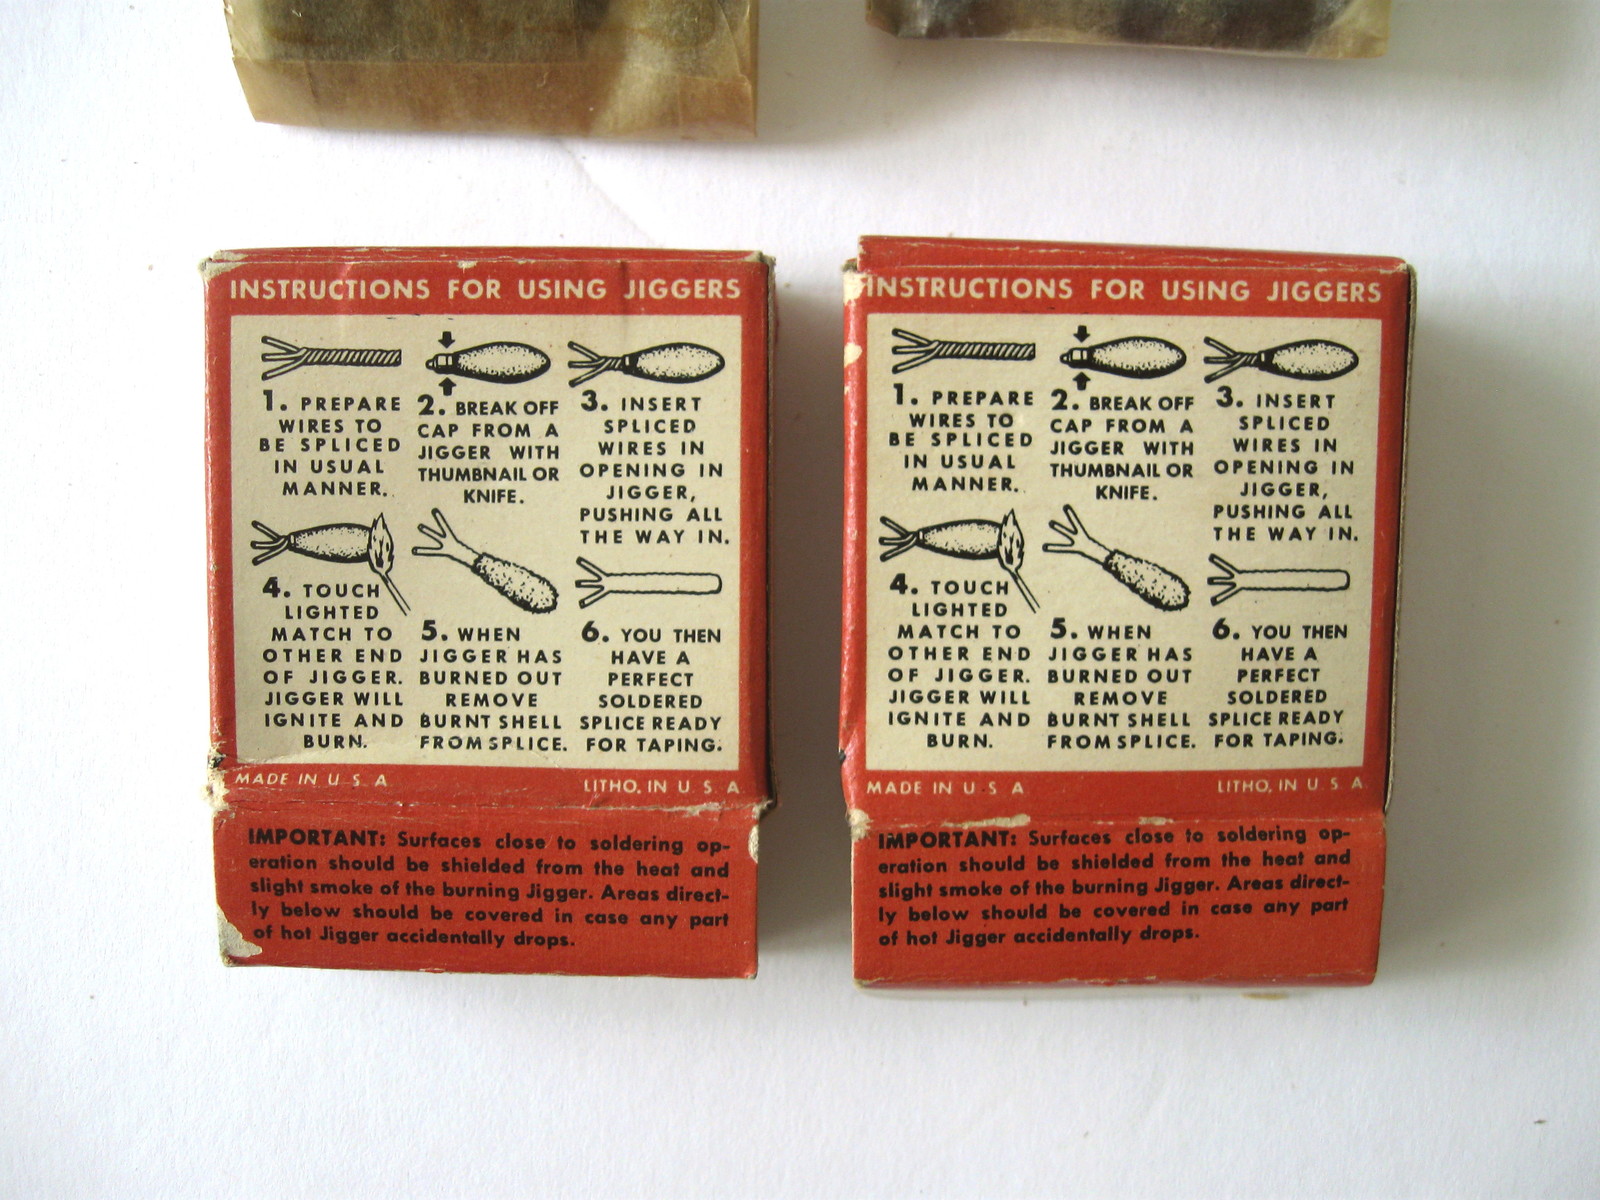 INSTRUCTIONS FOR USING JIGGERS
1. PREPARE
WIRES TO
BE SPLICED
IN USUAL
MANNER.
2. BREAK OFF
CAP FROM A
JIGGER WITH
THUMBNAIL OR
KNIFE.
3. INSERT
SPLICED
WIRES IN
OPENING IN
JIGGER,
PUSHING ALL
THE WAY IN.
4. TOUCH
LIGHTED
MATCH TO
OTHER END
OF JIGGER.
JIGGER WILL
IGNITE AND
BURN.
5. WHEN
JIGGER HAS
BURNED OUT
REMOVE
BURNT SHELL
FROM SPLICE.
6. YOU THEN
HAVE A
PERFECT
SOLDERED
SPLICE READY
FOR TAPING.
MADE IN U.S.A
LITHO. IN U.S.A
IMPORTANT: Surfaces close to soldering op-
eration should be shielded from the heat and
slight smoke of the burning Jigger. Areas direct-
ly below should be covered in case any part
of hot Jigger accidentally drops.
INSTRUCTIONS FOR USING JIGGERS
1. PREPARE
WIRES TO
BE SPLICED
IN USUAL
MANNER.
2. BREAK OFF
CAP FROM A
JIGGER WITH
THUMBNAIL OR
KNIFE.
3. INSERT
SPLICED
WIRES IN
OPENING IN
JIGGER,
PUSHING ALL
THE WAY IN.
4. TOUCH
LIGHTED
MATCH TO
OTHER END
OF JIGGER.
JIGGER WILL
IGNITE AND
BURN.
5. WHEN
JIGGER HAS
BURNED OUT
REMOVE
BURNT SHELL
FROM SPLICE.
6. YOU THEN
HAVE A
PERFECT
SOLDERED
SPLICE READY
FOR TAPING.
MADE IN U.S.A
LITHO. IN U.S.A
IMPORTANT: Surfaces close to soldering op-
eration should be shielded from the heat and
slight smoke of the burning Jigger. Areas direct-
ly below should be covered in case any part
of hot Jigger accidentally drops.